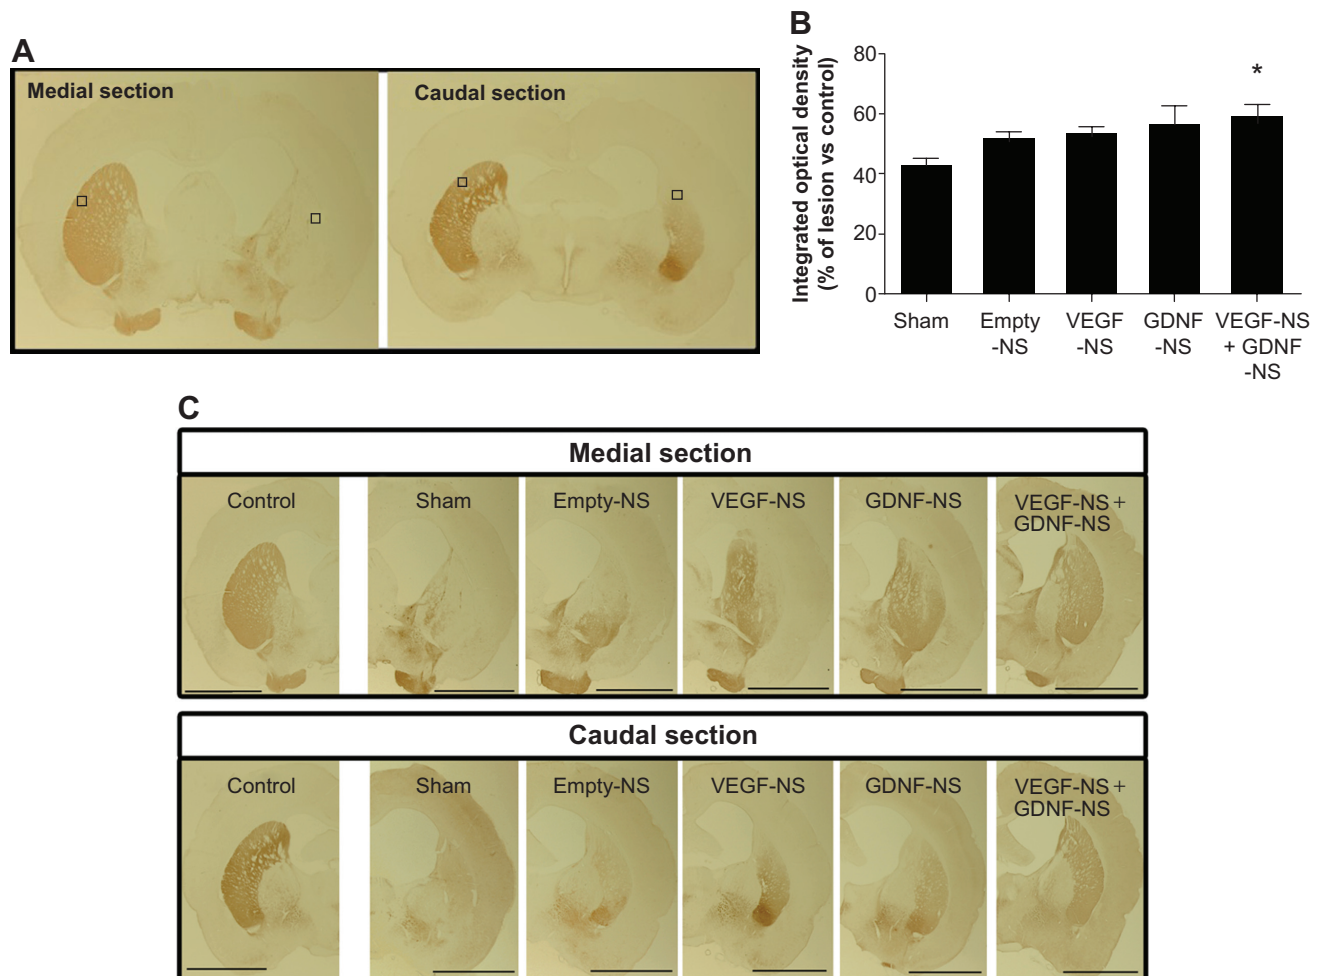 A
Medial section
Caudal section
B
Integrated optical density
(% of lesion vs control)
80
60
40
20
0
*
Sham
Empty
-NS
VEGF
-NS
GDNF
-NS
VEGF-NS
+ GDNF
-NS
C
Medial section
Control
Sham
Empty-NS
VEGF-NS
GDNF-NS
VEGF-NS +
GDNF-NS
Caudal section
Control
Sham
Empty-NS
VEGF-NS
GDNF-NS
VEGF-NS +
GDNF-NS